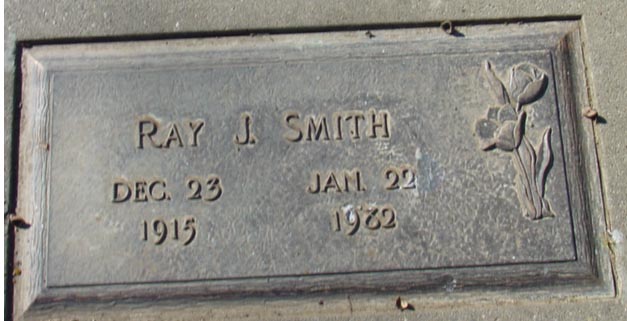 RAY J. SMITH
DEC. 23 JAN. 22
1915 1982